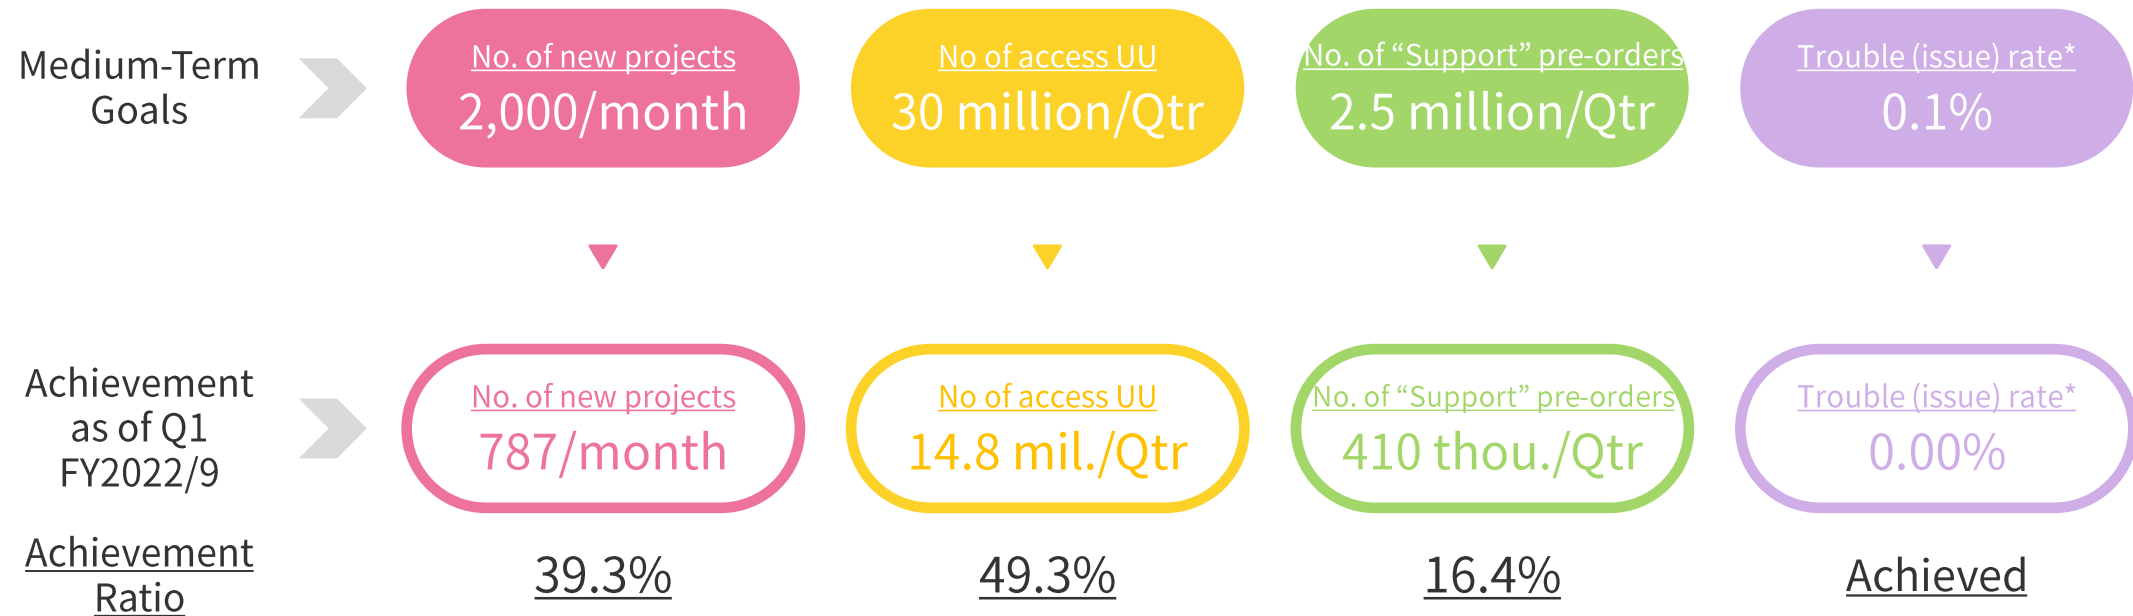 Medium-Term
Goals
No. of new projects
2,000/month
No of access UU
30 million/Qtr
No. of “Support” pre-orders
2.5 million/Qtr
Trouble (issue) rate*
0.1%
Achievement
as of Q1
FY2022/9
No. of new projects
787/month
No of access UU
14.8 mil./Qtr
No. of “Support” pre-orders
410 thou./Qtr
Trouble (issue) rate*
0.00%
Achievement
Ratio
39.3%
49.3%
16.4%
Achieved